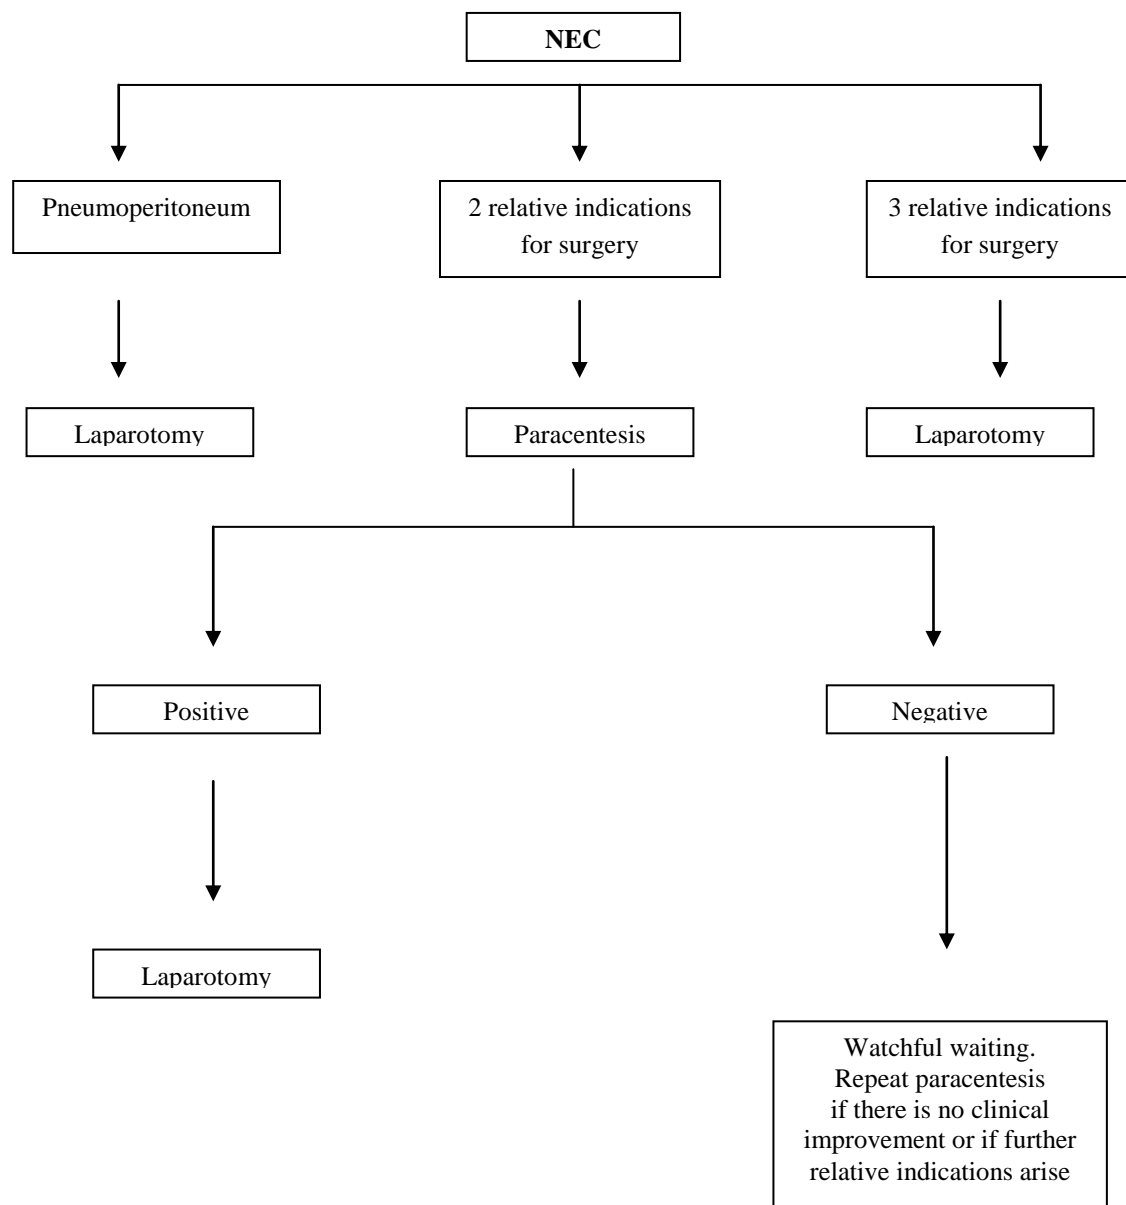 NEC
Pneumoperitoneum
2 relative indications
for surgery
3 relative indications
for surgery
Laparotomy
Paracentesis
Laparotomy
Positive
Negative
Laparotomy
Watchful waiting.
Repeat paracentesis
if there is no clinical
improvement or if further
relative indications arise